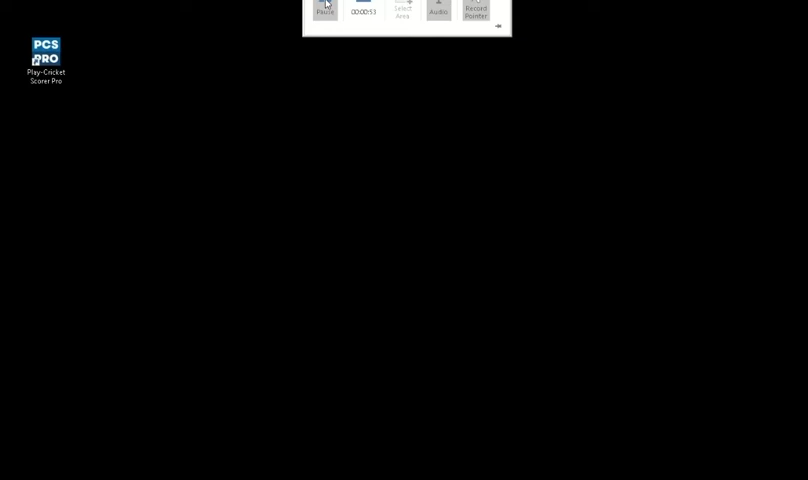 Pause
00:00:53
Select
Area
Audio
Record
Pointer
PCS
PRO
Play-Cricket
Scorer Pro